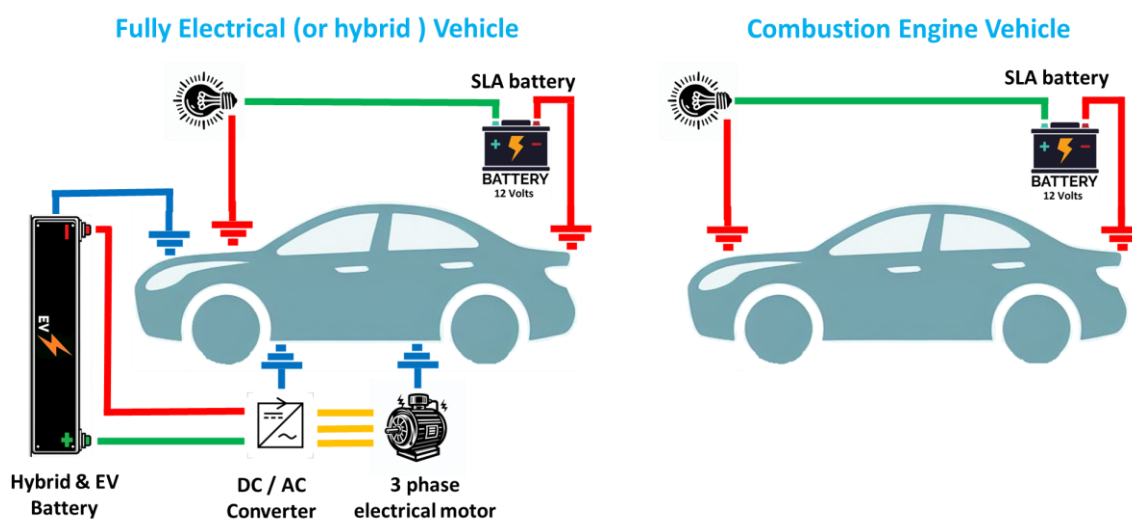 Fully Electrical (or hybrid ) Vehicle
Combustion Engine Vehicle
SLA battery
SLA battery
+ −
BATTERY
12 Volts
+ −
BATTERY
12 Volts
−
EV
+
Hybrid & EV
Battery
DC / AC
Converter
3 phase
electrical motor